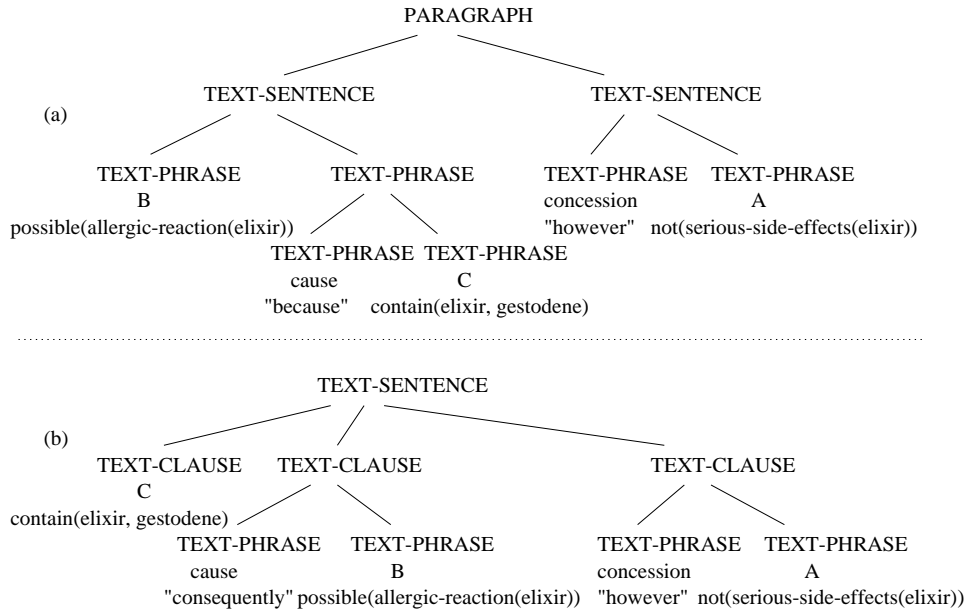 PARAGRAPH
TEXT-SENTENCE TEXT-SENTENCE
(a)
TEXT-PHRASE TEXT-PHRASE TEXT-PHRASE TEXT-PHRASE
B concession A
possible(allergic-reaction(elixir)) "however" not(serious-side-effects(elixir))
TEXT-PHRASE TEXT-PHRASE
cause C
"because" contain(elixir, gestodene)
TEXT-SENTENCE
(b)
TEXT-CLAUSE TEXT-CLAUSE TEXT-CLAUSE
C
contain(elixir, gestodene)
TEXT-PHRASE TEXT-PHRASE TEXT-PHRASE TEXT-PHRASE
cause B concession A
"consequently" possible(allergic-reaction(elixir)) "however" not(serious-side-effects(elixir))